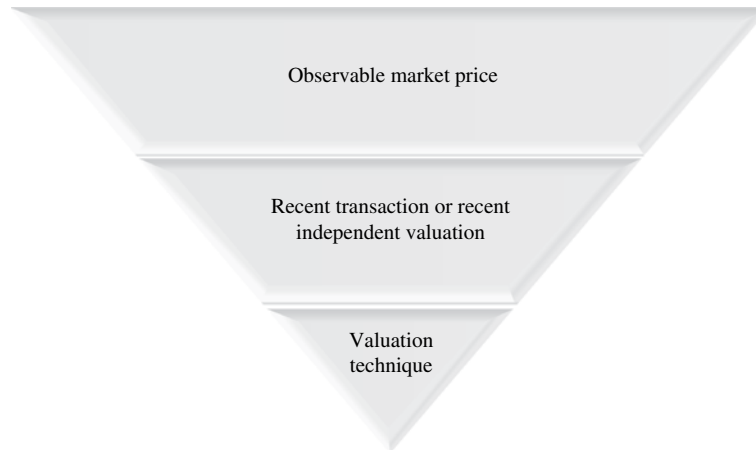 Observable market price
Recent transaction or recent
independent valuation
Valuation
technique